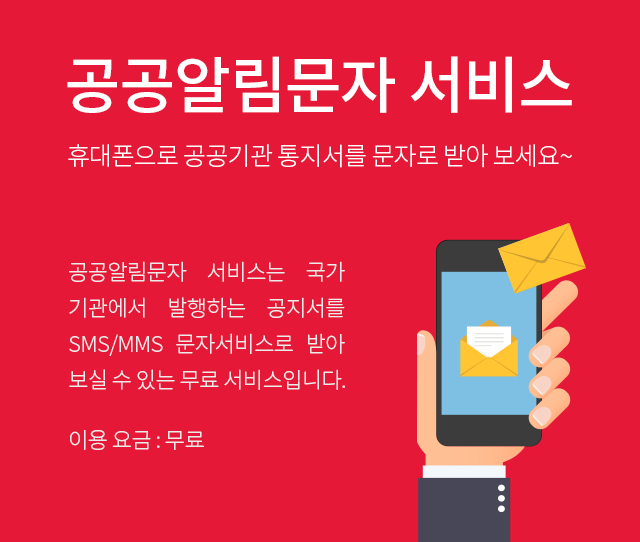 공공알림문자 서비스
휴대폰으로 공공기관 통지서를 문자로 받아 보세요~
공공알림문자 서비스는 국가
기관에서 발행하는 공지서를
SMS/MMS 문자서비스로 받아
보실 수 있는 무료 서비스입니다.
이용 요금 : 무료